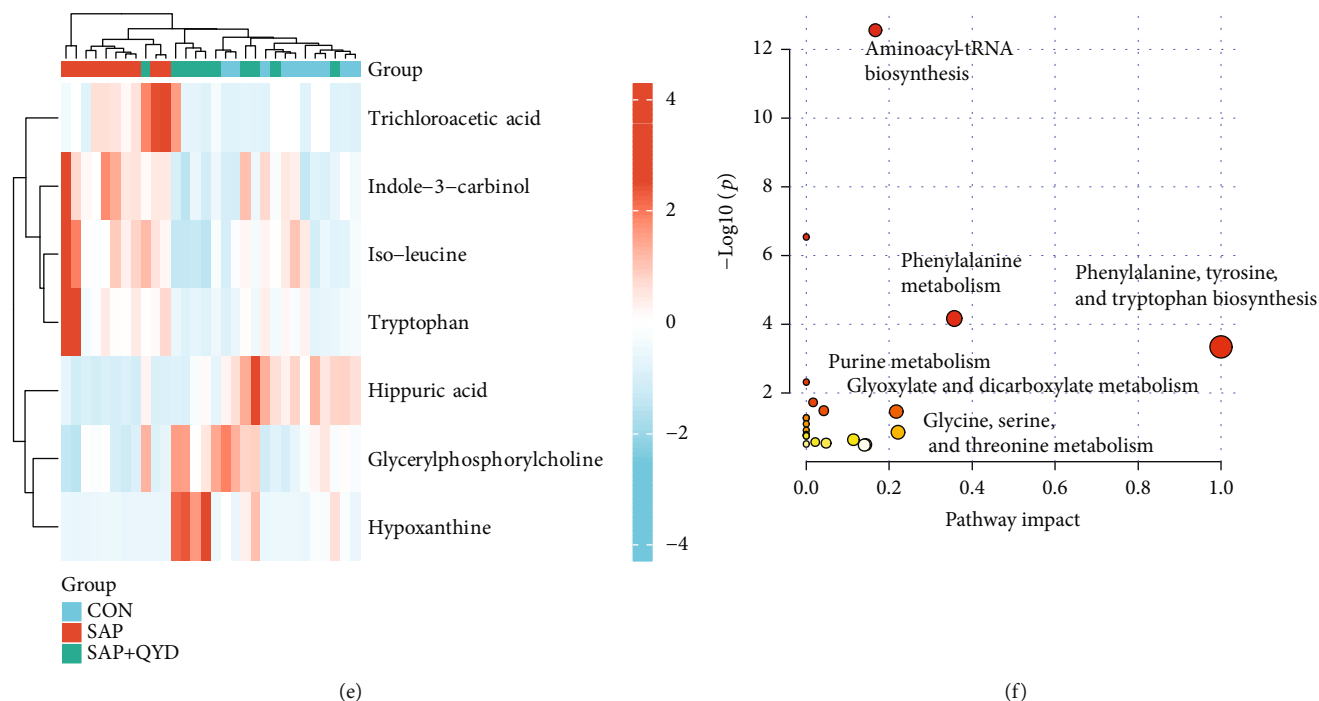 Group
Trichloroacetic acid
Indole−3−carbinol
Iso−leucine
Tryptophan
Hippuric acid
Glycerylphosphorylcholine
Hypoxanthine
4
2
0
−2
−4
Group
CON
SAP
SAP+QYD
(e)
−Log10 (p)
12
10
8
6
4
2
Aminoacyl-tRNA
biosynthesis
Phenylalanine
metabolism
Phenylalanine, tyrosine,
and tryptophan biosynthesis
Purine metabolism
Glyoxylate and dicarboxylate metabolism
Glycine, serine,
and threonine metabolism
0.0 0.2 0.4 0.6 0.8 1.0
Pathway impact
(f)